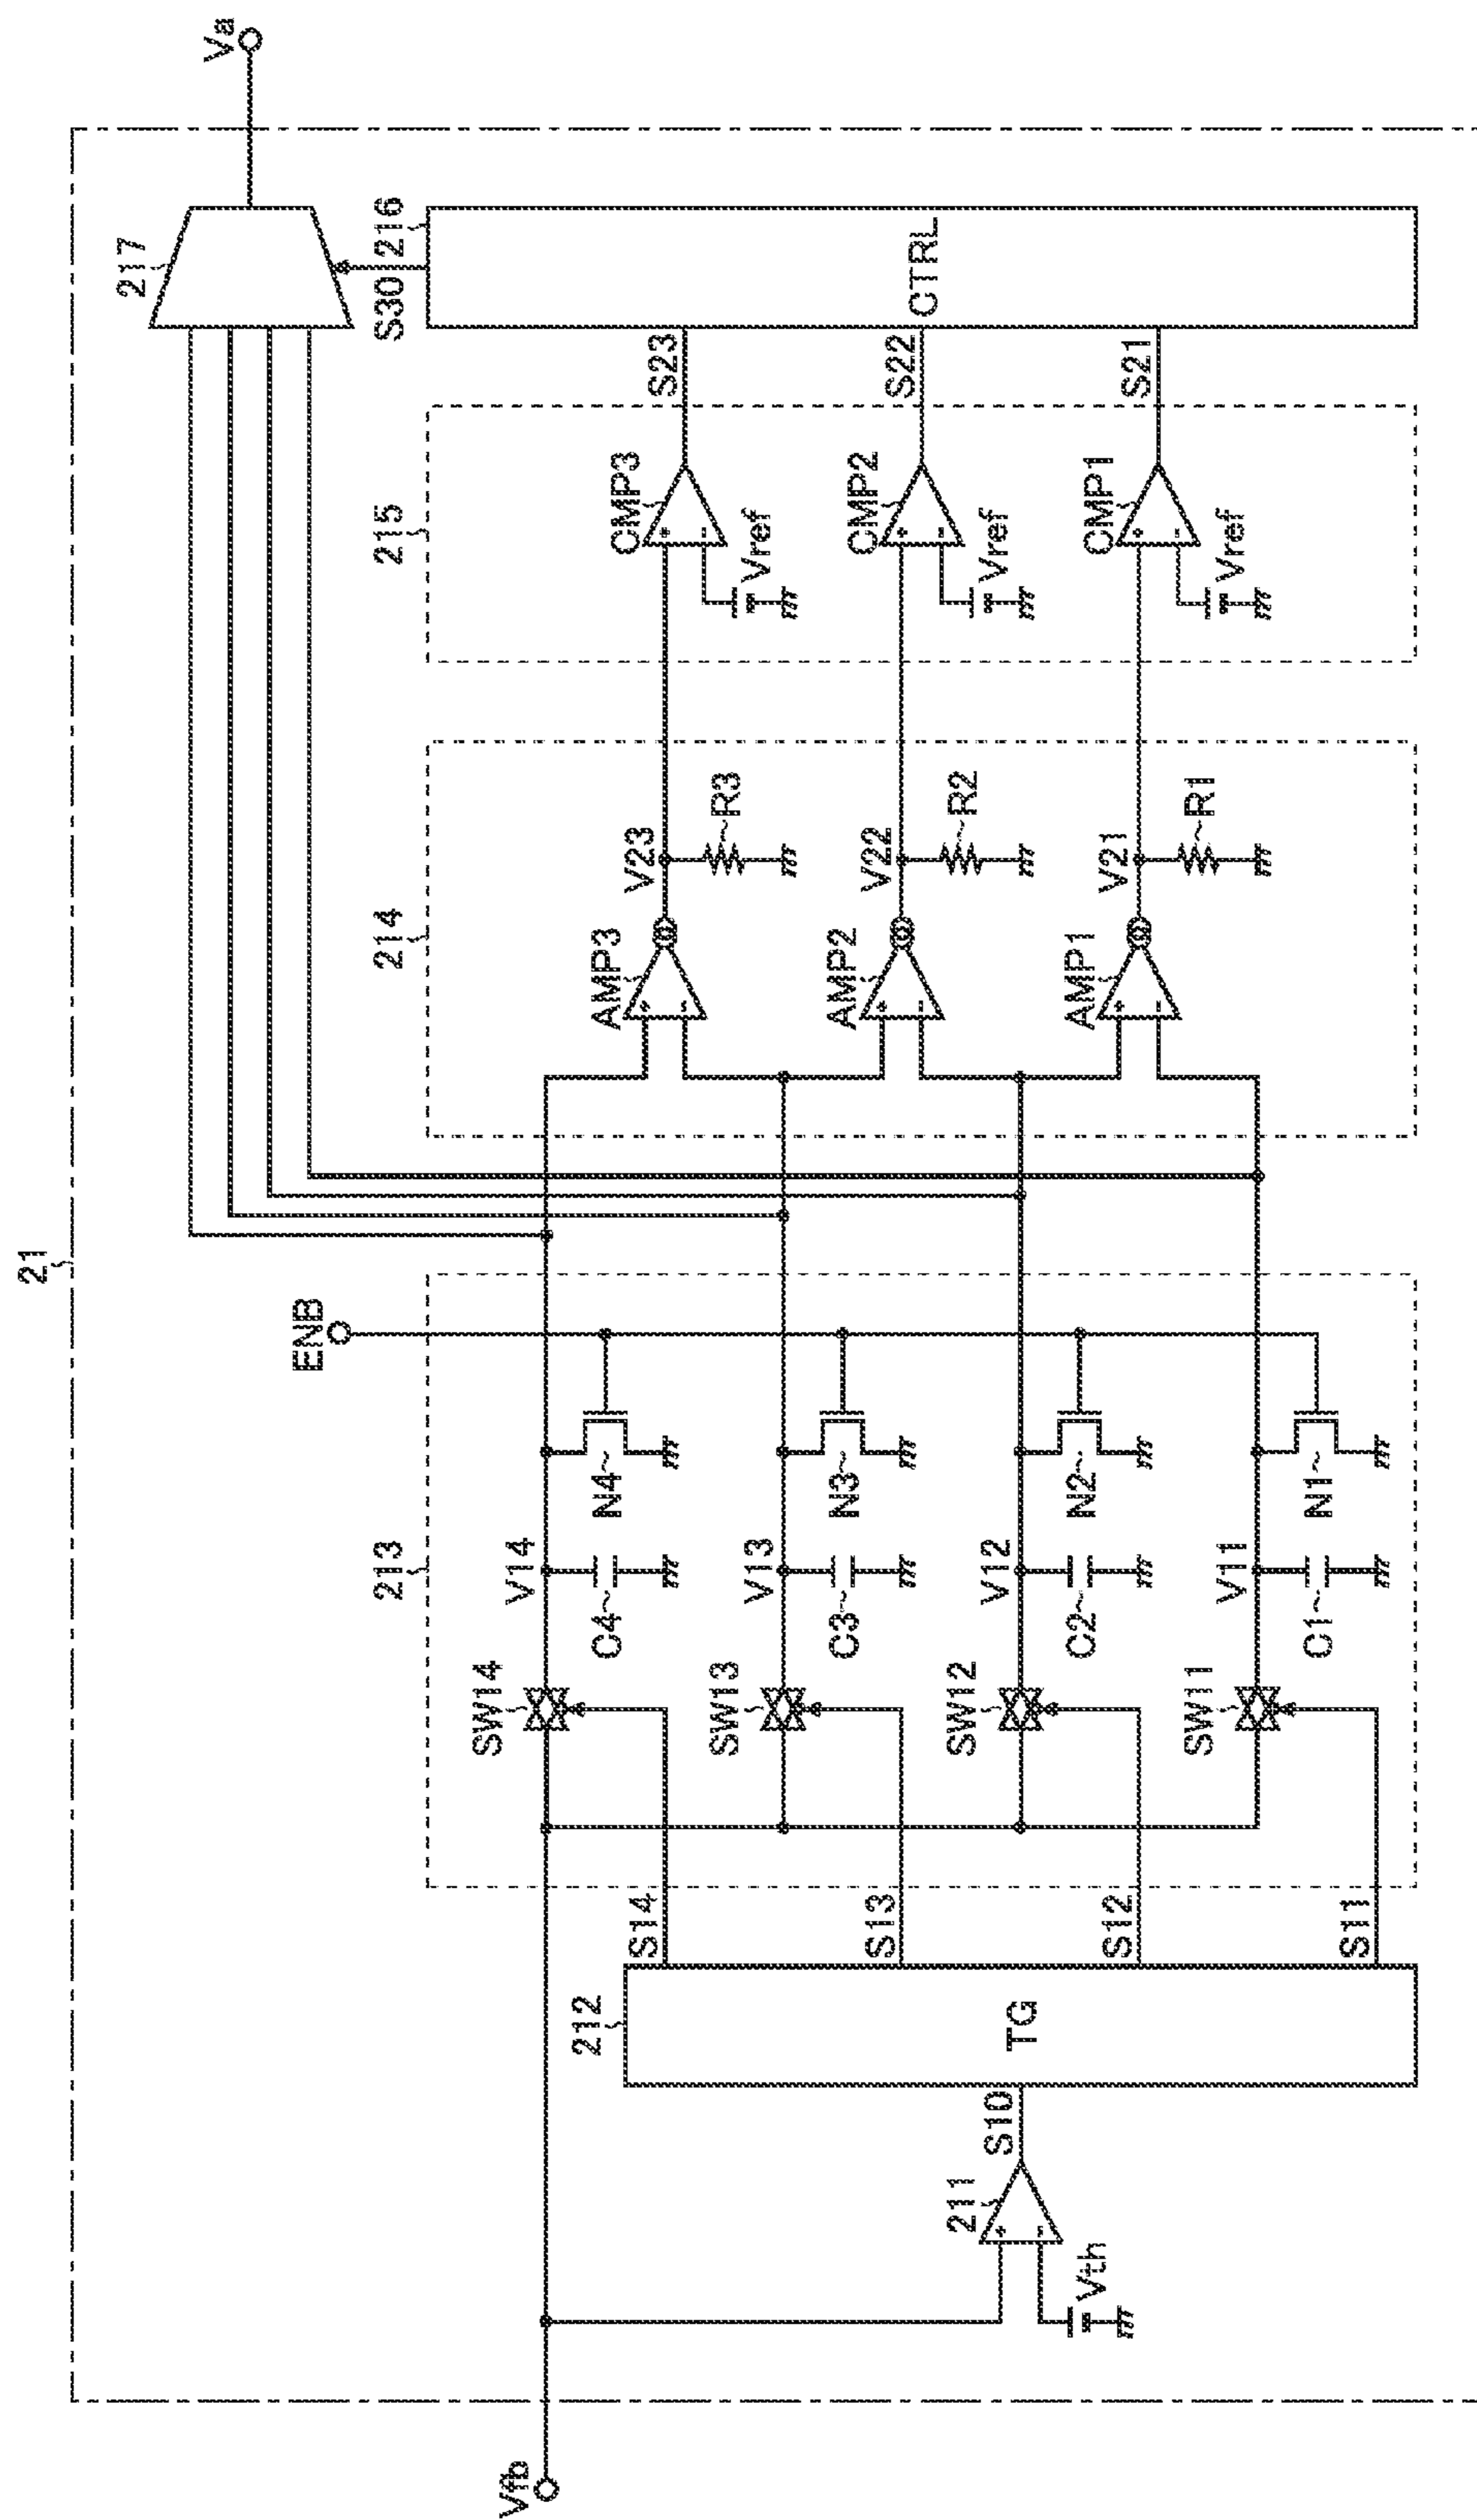 21
Vfb
Vth
211
S10
212
TG
S14
S13
S12
S11
213
SW14
SW13
SW12
SW11
V14
V13
V12
V11
C4
C3
C2
C1
N4
N3
N2
N1
ENB
214
AMP3
AMP2
AMP1
+
-
V23
V22
V21
R3
R2
R1
215
CMP3
CMP2
CMP1
Vref
Vref
Vref
S23
S22
S21
216
CTRL
S30
217
Va